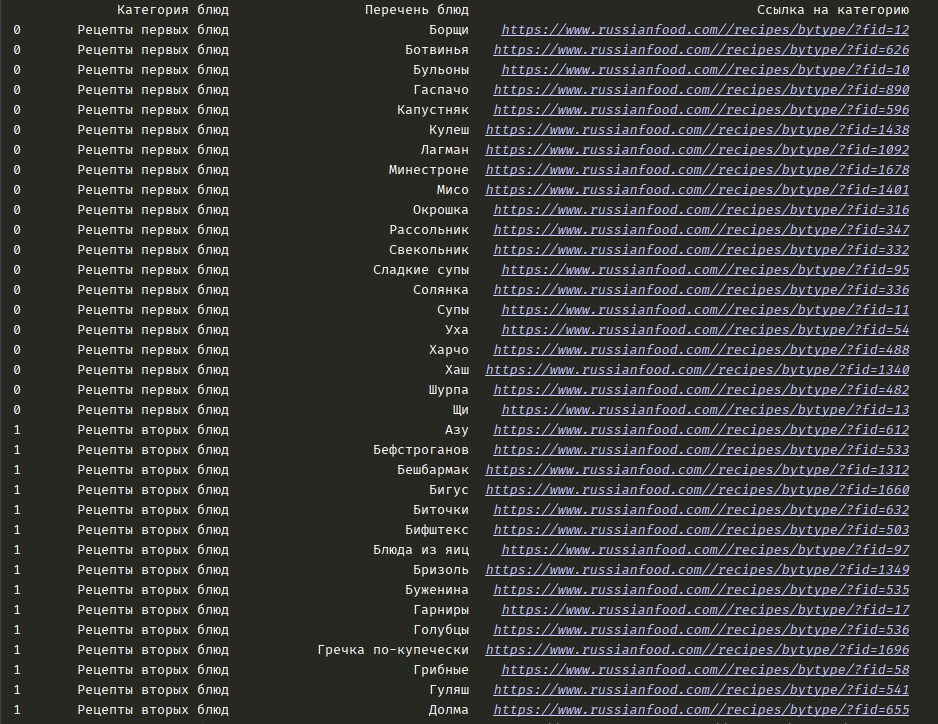 Категория блюд Перечень блюд Ссылка на категорию
0 Рецепты первых блюд Борщи https://www.russianfood.com//recipes/bytype/?fid=12
0 Рецепты первых блюд Ботвинья https://www.russianfood.com//recipes/bytype/?fid=626
0 Рецепты первых блюд Бульоны https://www.russianfood.com//recipes/bytype/?fid=10
0 Рецепты первых блюд Гаспачо https://www.russianfood.com//recipes/bytype/?fid=890
0 Рецепты первых блюд Капустняк https://www.russianfood.com//recipes/bytype/?fid=596
0 Рецепты первых блюд Кулеш https://www.russianfood.com//recipes/bytype/?fid=1438
0 Рецепты первых блюд Лагман https://www.russianfood.com//recipes/bytype/?fid=1092
0 Рецепты первых блюд Минестроне https://www.russianfood.com//recipes/bytype/?fid=1678
0 Рецепты первых блюд Мисо https://www.russianfood.com//recipes/bytype/?fid=1401
0 Рецепты первых блюд Окрошка https://www.russianfood.com//recipes/bytype/?fid=316
0 Рецепты первых блюд Рассольник https://www.russianfood.com//recipes/bytype/?fid=347
0 Рецепты первых блюд Свекольник https://www.russianfood.com//recipes/bytype/?fid=332
0 Рецепты первых блюд Сладкие супы https://www.russianfood.com//recipes/bytype/?fid=95
0 Рецепты первых блюд Солянка https://www.russianfood.com//recipes/bytype/?fid=336
0 Рецепты первых блюд Супы https://www.russianfood.com//recipes/bytype/?fid=11
0 Рецепты первых блюд Уха https://www.russianfood.com//recipes/bytype/?fid=54
0 Рецепты первых блюд Харчо https://www.russianfood.com//recipes/bytype/?fid=488
0 Рецепты первых блюд Хаш https://www.russianfood.com//recipes/bytype/?fid=1340
0 Рецепты первых блюд Шурпа https://www.russianfood.com//recipes/bytype/?fid=482
0 Рецепты первых блюд Щи https://www.russianfood.com//recipes/bytype/?fid=13
1 Рецепты вторых блюд Азу https://www.russianfood.com//recipes/bytype/?fid=612
1 Рецепты вторых блюд Бефстроганов https://www.russianfood.com//recipes/bytype/?fid=533
1 Рецепты вторых блюд Бешбармак https://www.russianfood.com//recipes/bytype/?fid=1312
1 Рецепты вторых блюд Бигус https://www.russianfood.com//recipes/bytype/?fid=1660
1 Рецепты вторых блюд Биточки https://www.russianfood.com//recipes/bytype/?fid=632
1 Рецепты вторых блюд Бифштекс https://www.russianfood.com//recipes/bytype/?fid=503
1 Рецепты вторых блюд Блюда из яиц https://www.russianfood.com//recipes/bytype/?fid=97
1 Рецепты вторых блюд Бризоль https://www.russianfood.com//recipes/bytype/?fid=1349
1 Рецепты вторых блюд Буженина https://www.russianfood.com//recipes/bytype/?fid=535
1 Рецепты вторых блюд Гарниры https://www.russianfood.com//recipes/bytype/?fid=17
1 Рецепты вторых блюд Голубцы https://www.russianfood.com//recipes/bytype/?fid=536
1 Рецепты вторых блюд Гречка по-купечески https://www.russianfood.com//recipes/bytype/?fid=1696
1 Рецепты вторых блюд Грибные https://www.russianfood.com//recipes/bytype/?fid=58
1 Рецепты вторых блюд Гуляш https://www.russianfood.com//recipes/bytype/?fid=541
1 Рецепты вторых блюд Долма https://www.russianfood.com//recipes/bytype/?fid=655